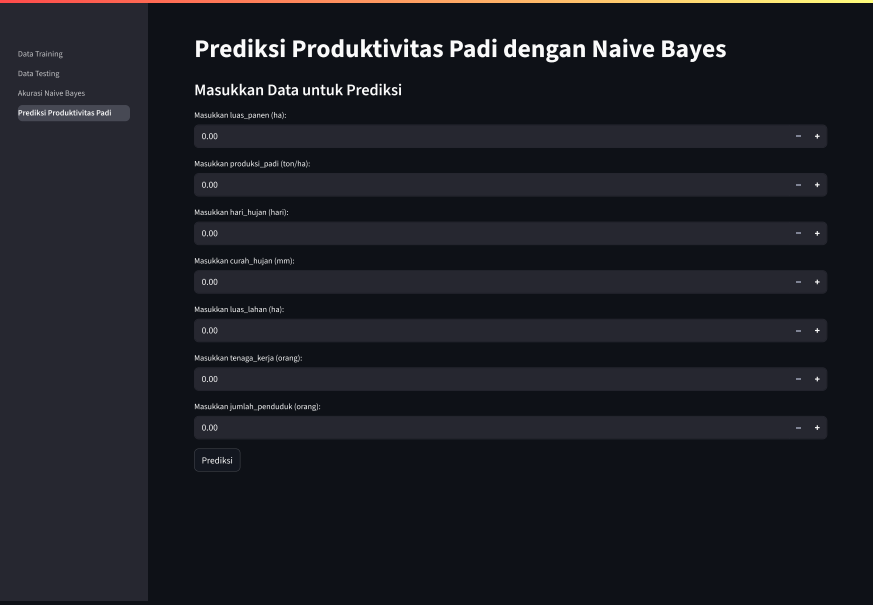 Data Training
Data Testing
Akurasi Naive Bayes
Prediksi Produktivitas Padi
Prediksi Produktivitas Padi dengan Naive Bayes
Masukkan Data untuk Prediksi
Masukkan luas_panen (ha):
0.00
Masukkan produksi_padi (ton/ha):
0.00
Masukkan hari_hujan (hari):
0.00
Masukkan curah_hujan (mm):
0.00
Masukkan luas_lahan (ha):
0.00
Masukkan tenaga_kerja (orang):
0.00
Masukkan jumlah_penduduk (orang):
0.00
Prediksi